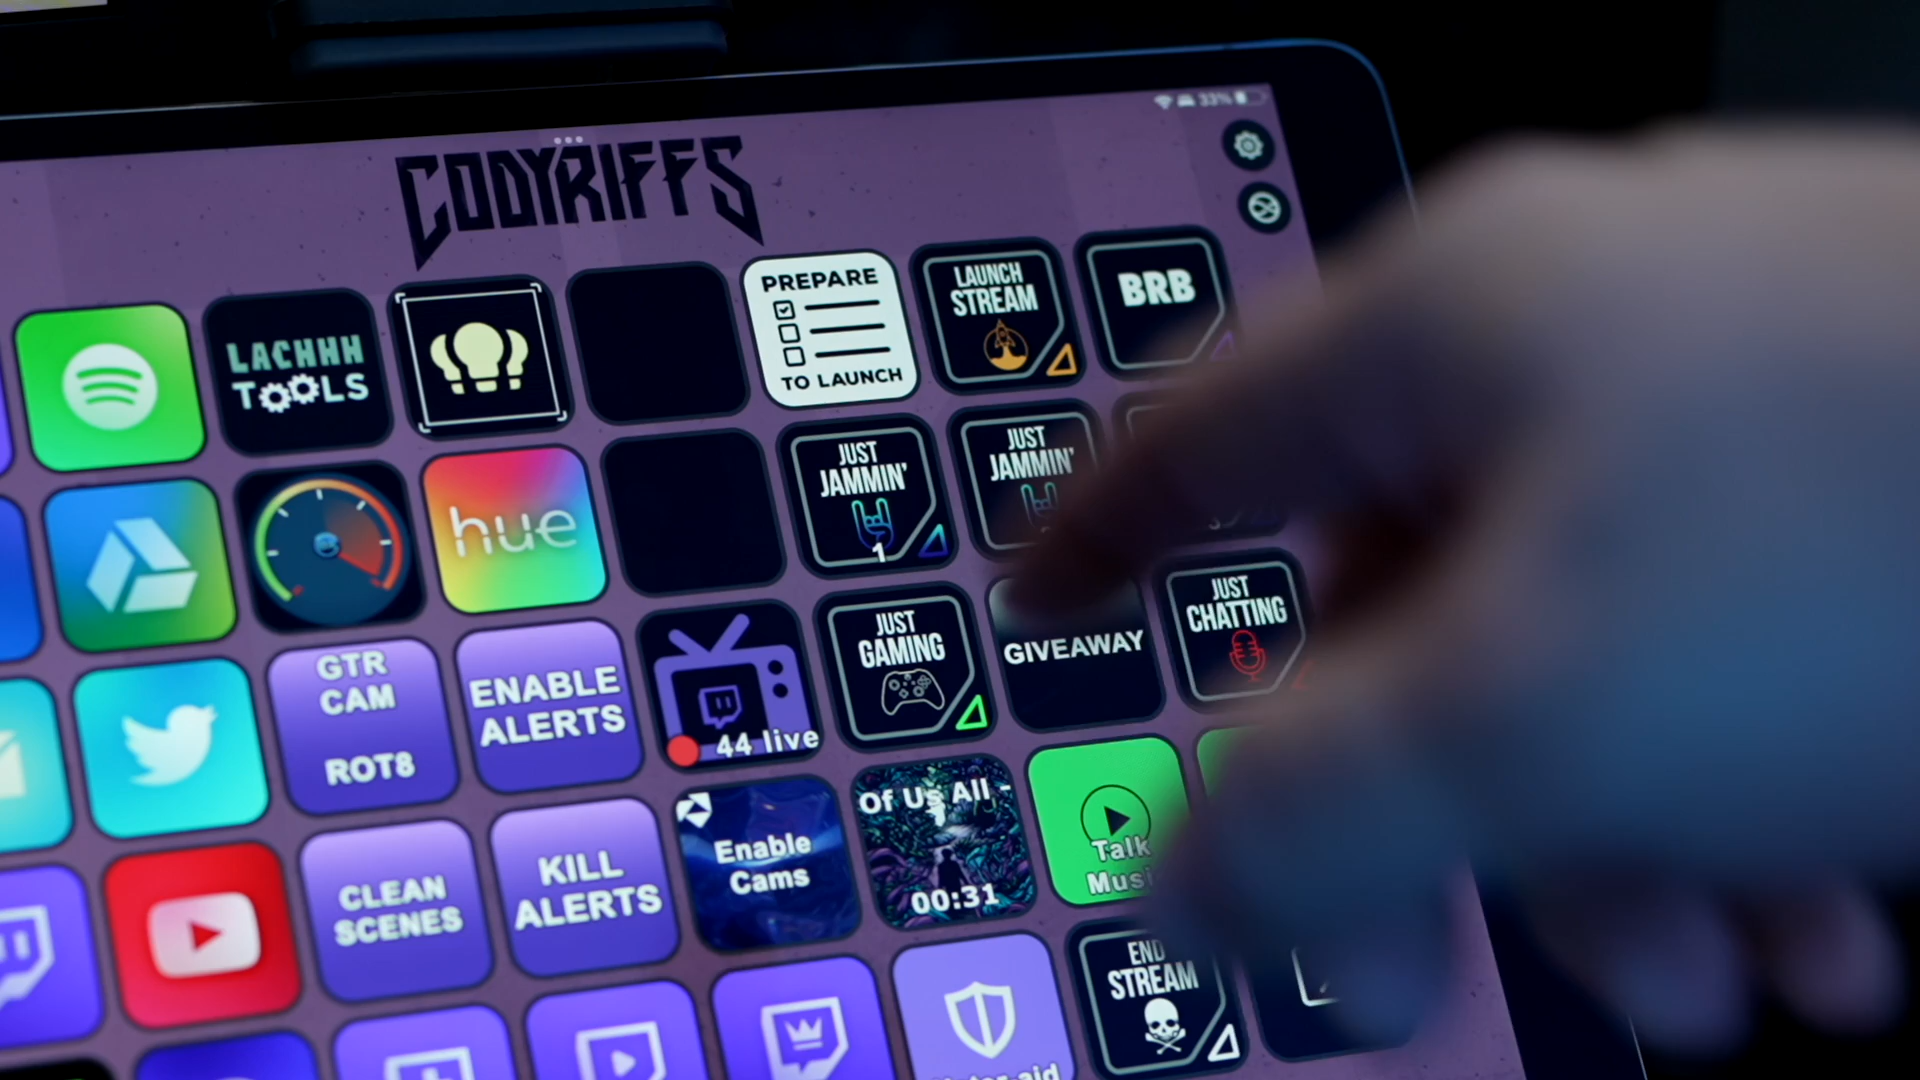 33%
CODYRIFFS
PREPARE
TO LAUNCH
LAUNCH
STREAM
BRB
LACHHH
TOOLS
hue
JUST
JAMMIN'
1
JUST
JAMMIN'
GTR
CAM
ROT8
ENABLE
ALERTS
44 live
JUST
GAMING
GIVEAWAY
JUST
CHATTING
CLEAN
SCENES
KILL
ALERTS
Enable
Cams
Of Us All -
00:31
Talk
Musi
END
STREAM